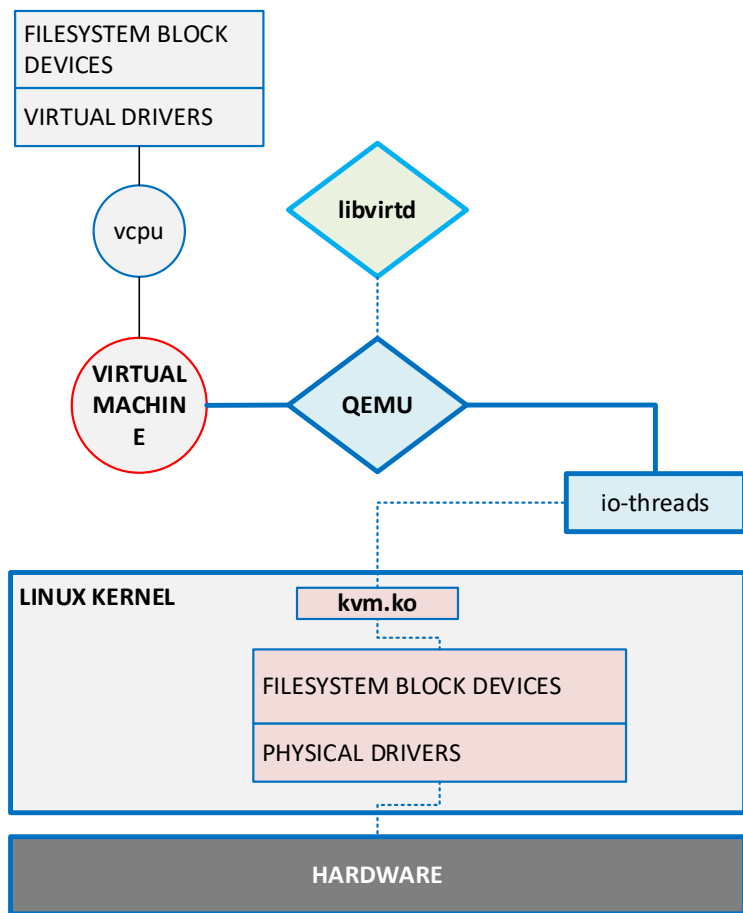 FILESYSTEM BLOCK
DEVICES
VIRTUAL DRIVERS
libvirtd
vcpu
VIRTUAL
MACHIN
E
QEMU
io-threads
LINUX KERNEL
kvm.ko
FILESYSTEM BLOCK DEVICES
PHYSICAL DRIVERS
HARDWARE